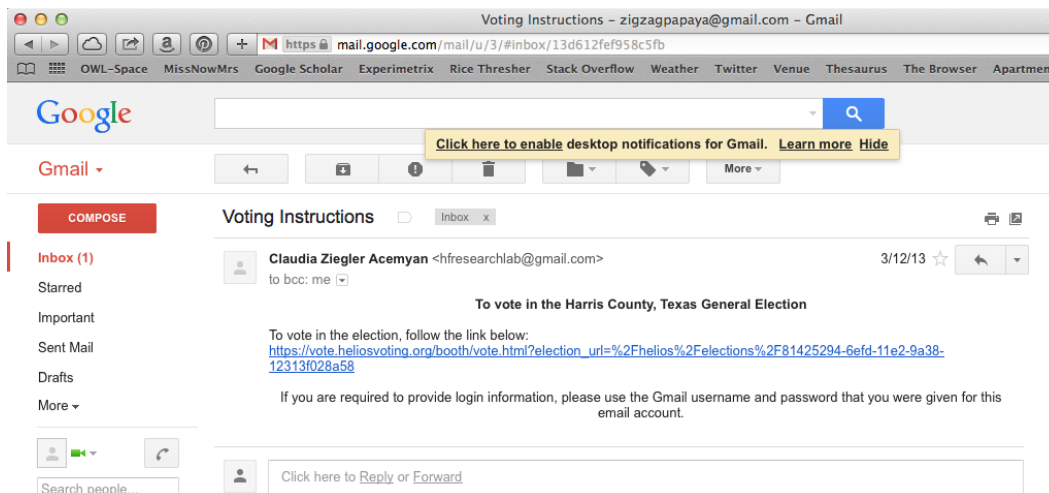 Voting Instructions – zigzagpapaya@gmail.com – Gmail
https mail.google.com/mail/u/3/#inbox/13d612fef958c5fb
OWL-Space MissNowMrs Google Scholar Experimetrix Rice Thresher Stack Overflow Weather Twitter Venue Thesaurus The Browser Apartmen
Google
Click here to enable desktop notifications for Gmail. Learn more Hide
Gmail
More
COMPOSE
Voting Instructions
Inbox x
Inbox (1)
Claudia Ziegler Acemyan <hfresearchlab@gmail.com>
3/12/13
to bcc: me
Starred
To vote in the Harris County, Texas General Election
Important
To vote in the election, follow the link below:
Sent Mail
https://vote.heliosvoting.org/booth/vote.html?election_url=%2Fhelios%2Felections%2F81425294-6efd-11e2-9a38-
12313f028a58
Drafts
If you are required to provide login information, please use the Gmail username and password that you were given for this
email account.
More
Click here to Reply or Forward
Search people...